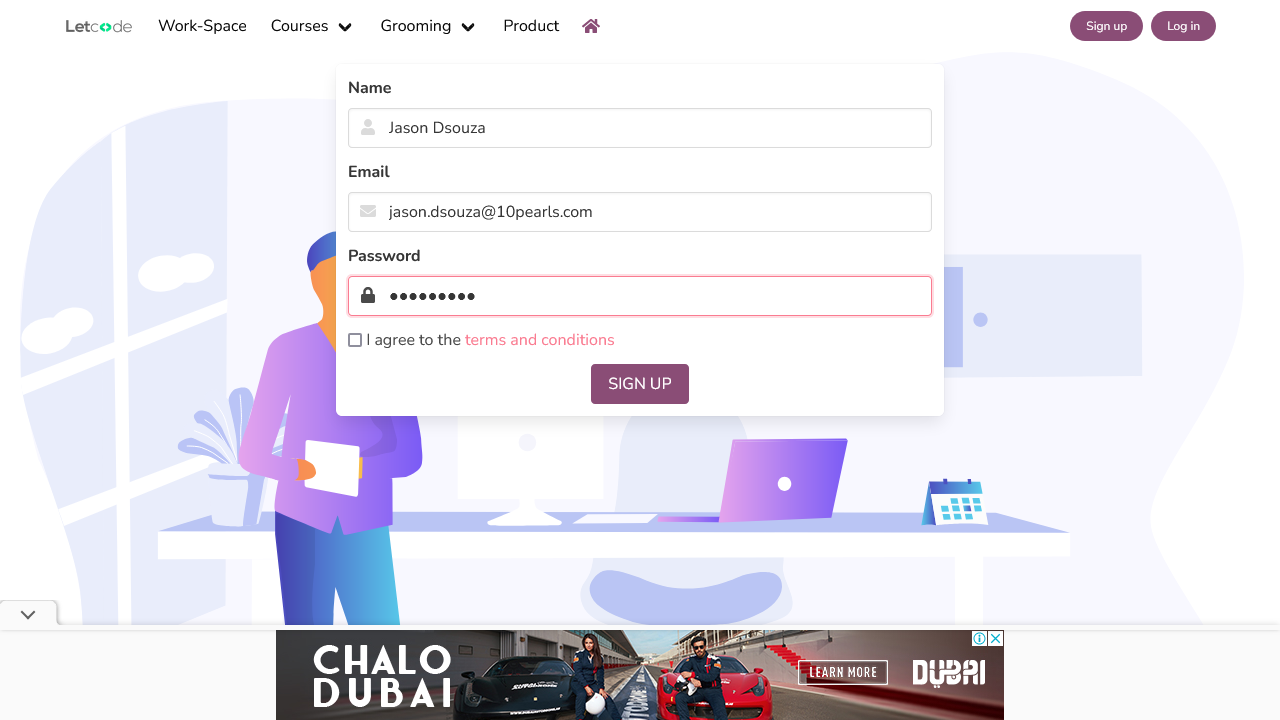 Letcode
Work-Space
Courses
Grooming
Product
Sign up
Log in
Name
Jason Dsouza
Email
jason.dsouza@10pearls.com
Password
●●●●●●●●●
I agree to the terms and conditions
SIGN UP
CHALO
DUBAI
LEARN MORE
DUBAI